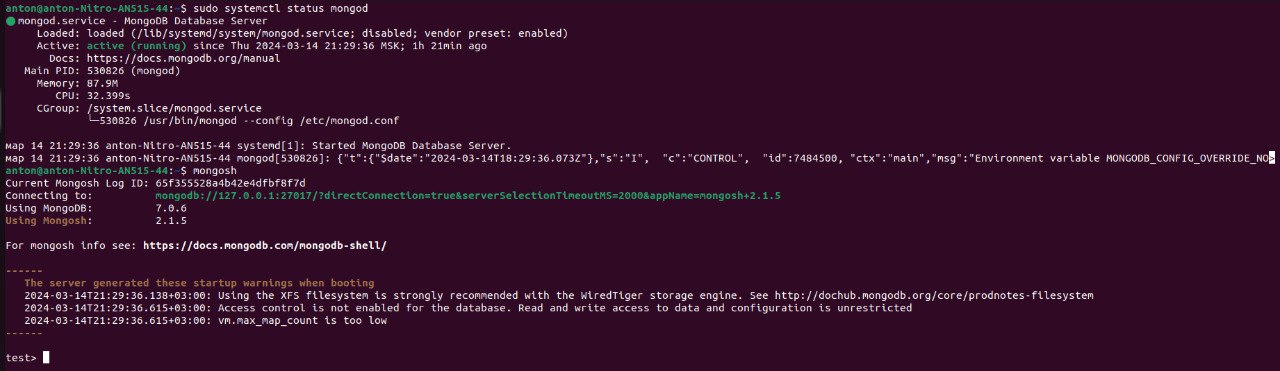 anton@anton-Nitro-AN515-44:~$ sudo systemctl status mongod
● mongod.service - MongoDB Database Server
     Loaded: loaded (/lib/systemd/system/mongod.service; disabled; vendor preset: enabled)
     Active: active (running) since Thu 2024-03-14 21:29:36 MSK; 1h 21min ago
       Docs: https://docs.mongodb.org/manual
   Main PID: 530826 (mongod)
     Memory: 87.9M
        CPU: 32.399s
     CGroup: /system.slice/mongod.service
             └─530826 /usr/bin/mongod --config /etc/mongod.conf

мар 14 21:29:36 anton-Nitro-AN515-44 systemd[1]: Started MongoDB Database Server.
мар 14 21:29:36 anton-Nitro-AN515-44 mongod[530826]: {"t":{"$date":"2024-03-14T18:29:36.073Z"},"s":"I",  "c":"CONTROL",  "id":7484500, "ctx":"main","msg":"Environment variable MONGODB_CONFIG_OVERRIDE_NO>
anton@anton-Nitro-AN515-44:~$ mongosh
Current Mongosh Log ID: 65f355528a4b42e4dfbf8f7d
Connecting to:          mongodb://127.0.0.1:27017/?directConnection=true&serverSelectionTimeoutMS=2000&appName=mongosh+2.1.5
Using MongoDB:          7.0.6
Using Mongosh:          2.1.5

For mongosh info see: https://docs.mongodb.com/mongodb-shell/

------
   The server generated these startup warnings when booting
   2024-03-14T21:29:36.138+03:00: Using the XFS filesystem is strongly recommended with the WiredTiger storage engine. See http://dochub.mongodb.org/core/prodnotes-filesystem
   2024-03-14T21:29:36.615+03:00: Access control is not enabled for the database. Read and write access to data and configuration is unrestricted
   2024-03-14T21:29:36.615+03:00: vm.max_map_count is too low
------

test>